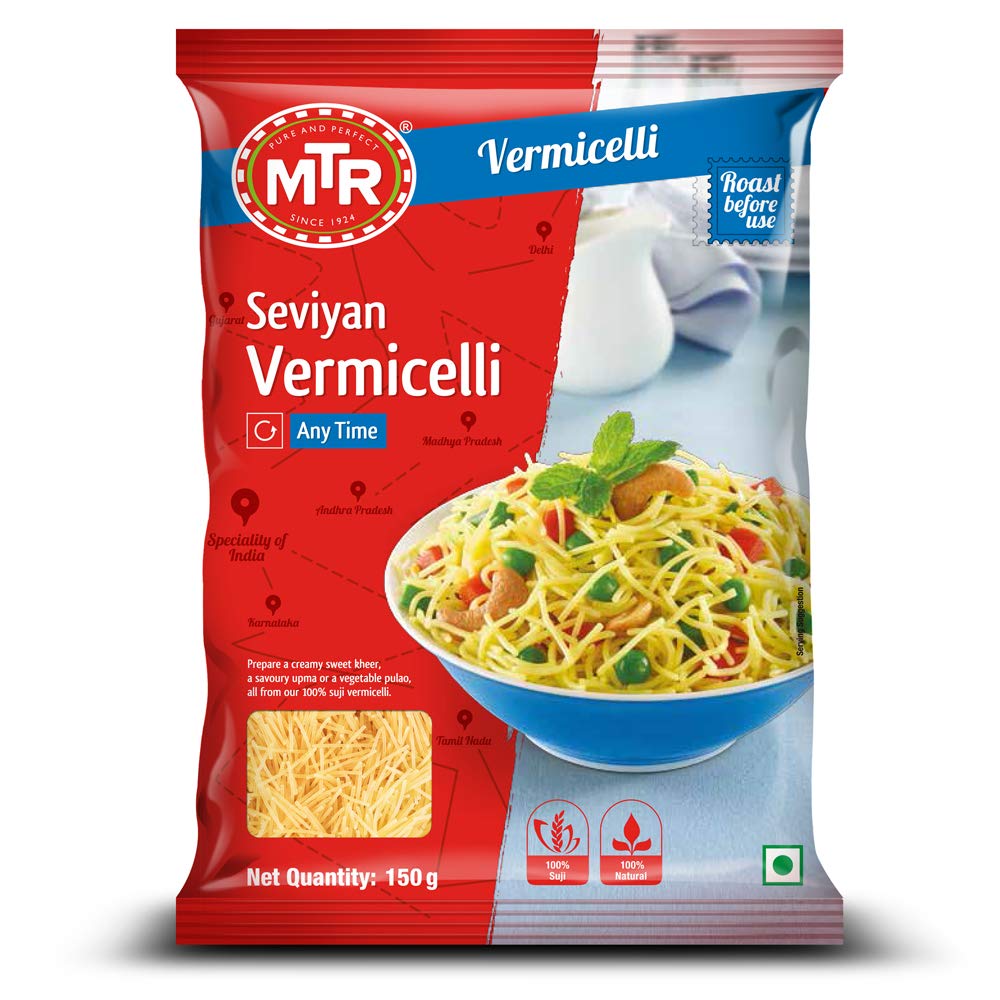 PURE AND PERFECT
MTR
®
SINCE 1924
Vermicelli
Roast
before
use
Delhi
Gujarat
Seviyan
Vermicelli
Any Time
Madhya Pradesh
Andhra Pradesh
Speciality of
India
Karnataka
Serving Suggestion
Prepare a creamy sweet kheer,
a savoury upma or a vegetable pulao,
all from our 100% suji vermicelli.
Tamil Nadu
100%
Suji
100%
Natural
Net Quantity: 150 g